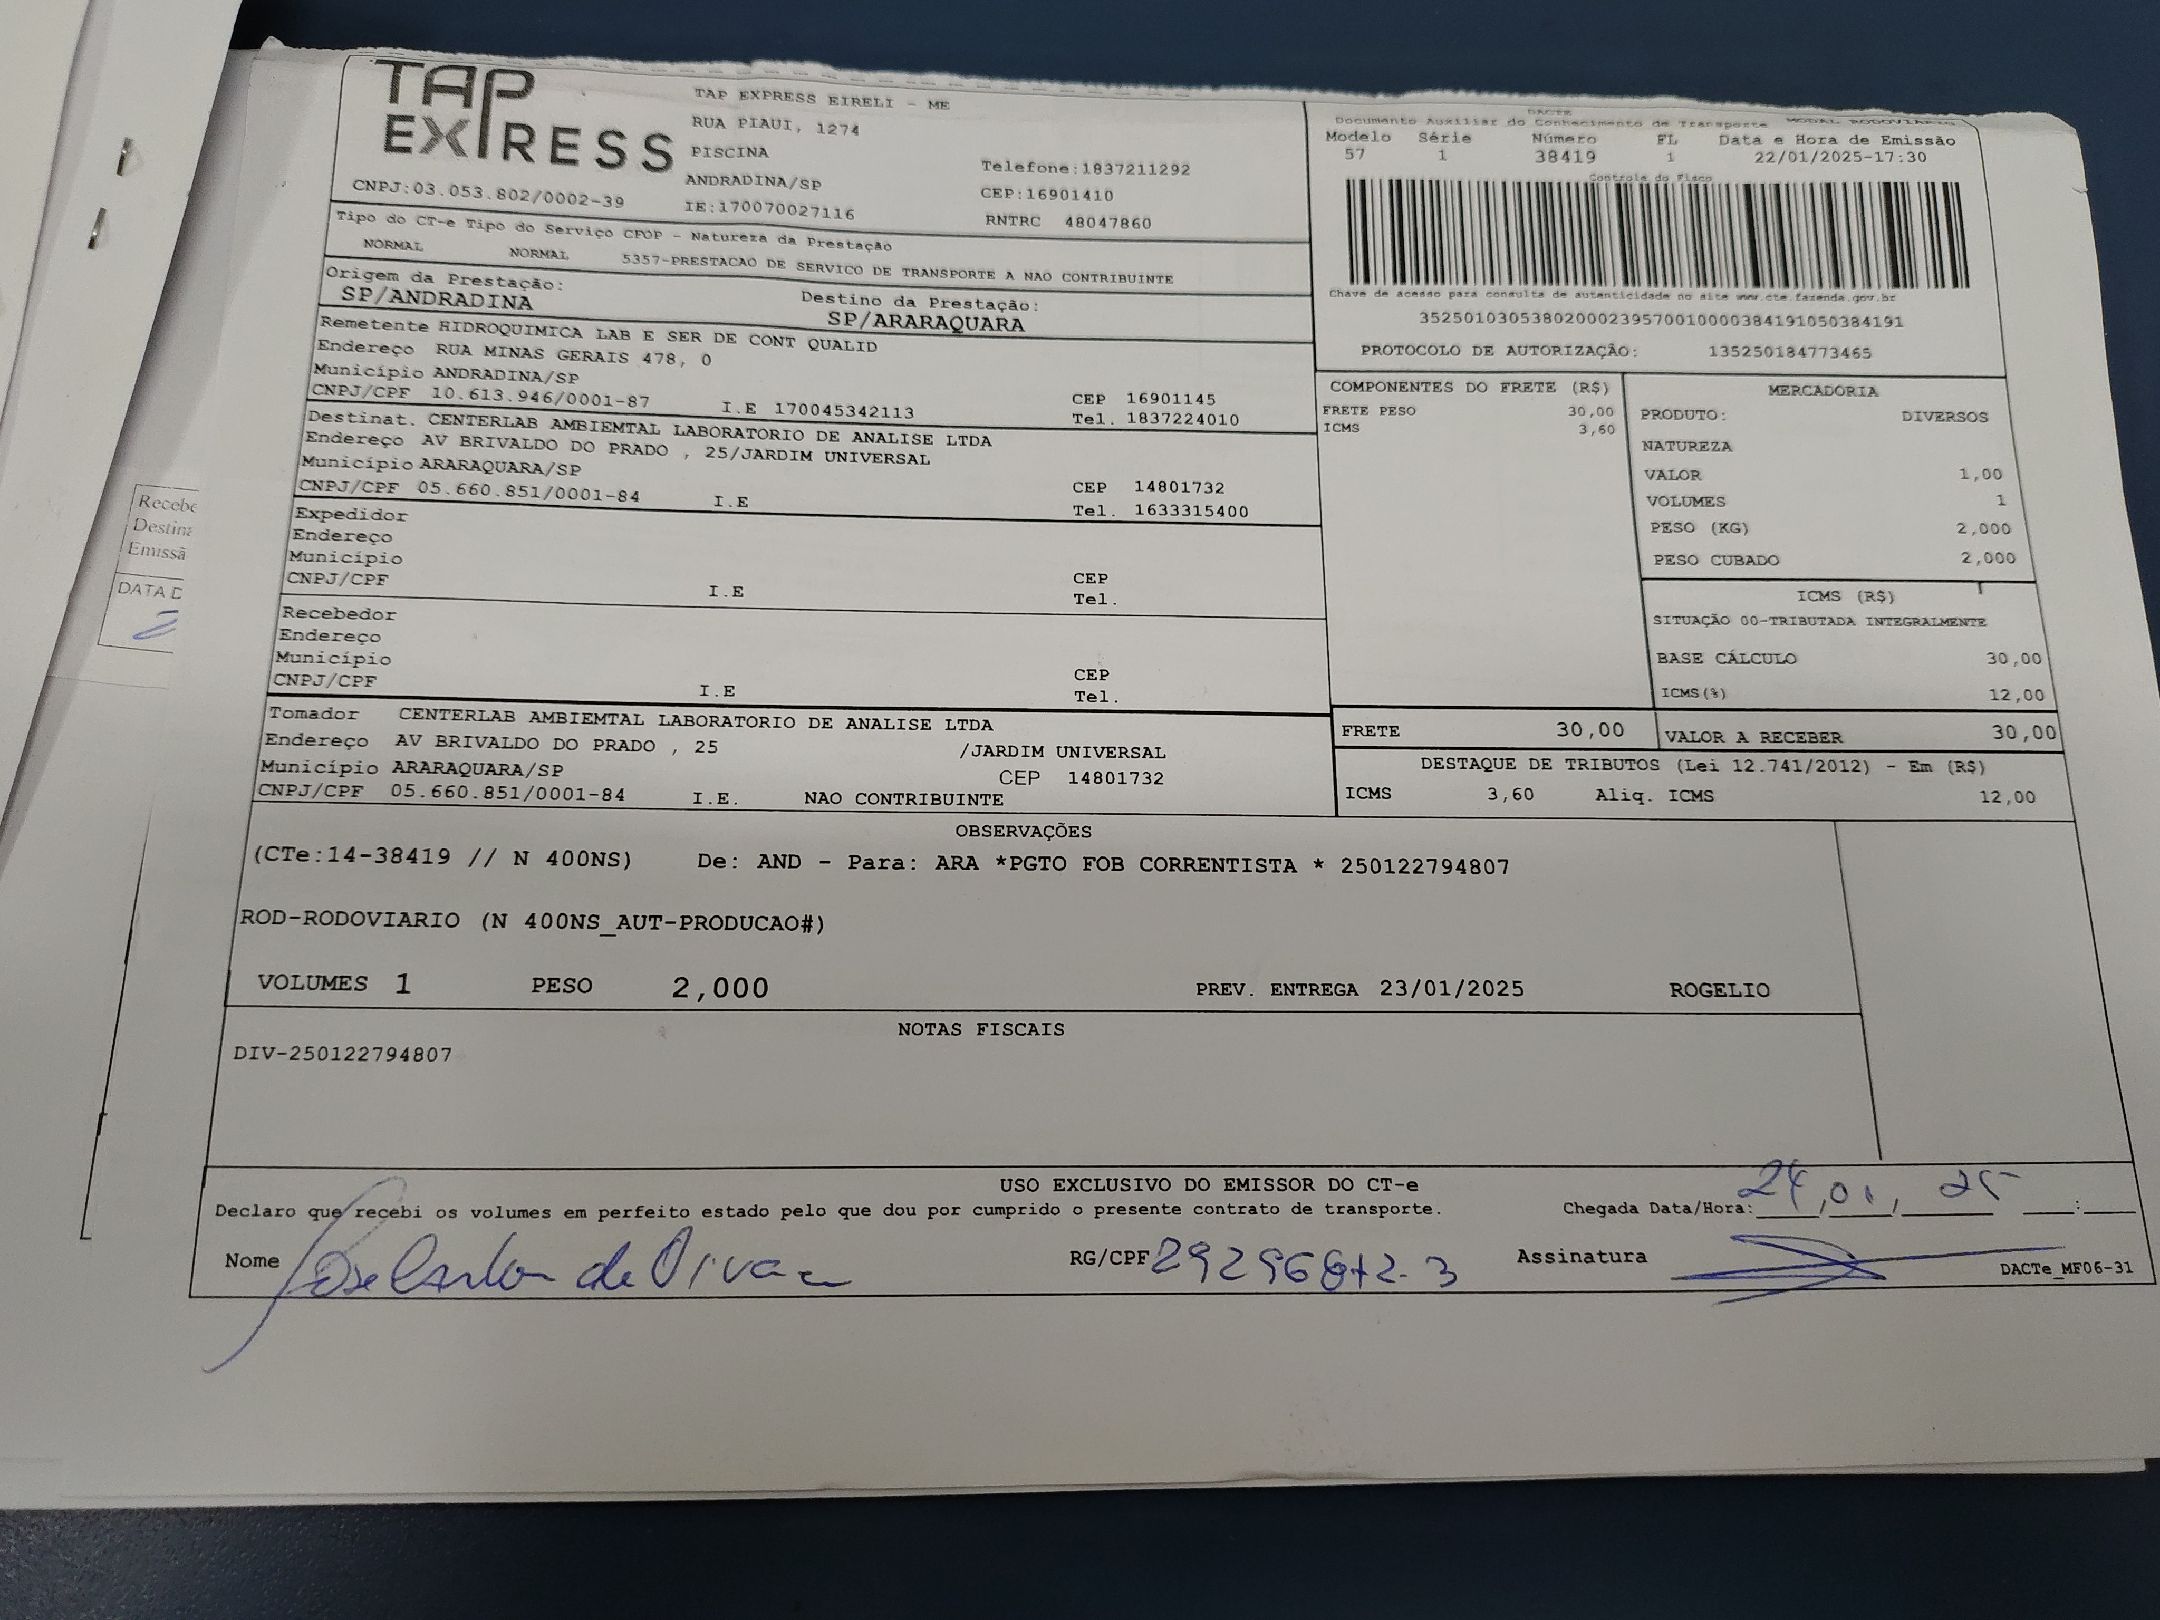 TAP
EXPRESS
CNPJ:03.053.802/0002-39
TAP EXPRESS EIRELI - ME
RUA PIAUI, 1274
PISCINA
ANDRADINA/SP
IE:170070027116
Telefone:1837211292
CEP:16901410
RNTRC 48047860
DACTE
Documento Auxiliar do Conhecimento de Transporte MODAL RODOVIARIO
Modelo Série Número FL Data e Hora de Emissão
57 1 38419 1 22/01/2025-17:30
Controle do Fisco
Chave de acesso para consulta de autenticidade no site www.cte.fazenda.gov.br
35250103053802000239570010000384191050384191
PROTOCOLO DE AUTORIZAÇÃO: 135250184773465
Tipo do CT-e Tipo do Serviço CFOP - Natureza da Prestação
NORMAL NORMAL 5357-PRESTACAO DE SERVICO DE TRANSPORTE A NAO CONTRIBUINTE
Origem da Prestação: Destino da Prestação:
SP/ANDRADINA SP/ARARAQUARA
Remetente HIDROQUIMICA LAB E SER DE CONT QUALID
Endereço RUA MINAS GERAIS 478, 0
Município ANDRADINA/SP CEP 16901145
CNPJ/CPF 10.613.946/0001-87 I.E 170045342113 Tel. 1837224010
Destinat. CENTERLAB AMBIEMTAL LABORATORIO DE ANALISE LTDA
Endereço AV BRIVALDO DO PRADO , 25/JARDIM UNIVERSAL
Município ARARAQUARA/SP CEP 14801732
CNPJ/CPF 05.660.851/0001-84 I.E Tel. 1633315400
Expedidor
Endereço
Município CEP
CNPJ/CPF I.E Tel.
Recebedor
Endereço
Município CEP
CNPJ/CPF I.E Tel.
Tomador CENTERLAB AMBIEMTAL LABORATORIO DE ANALISE LTDA
Endereço AV BRIVALDO DO PRADO , 25 /JARDIM UNIVERSAL
Município ARARAQUARA/SP CEP 14801732
CNPJ/CPF 05.660.851/0001-84 I.E. NAO CONTRIBUINTE
COMPONENTES DO FRETE (R$)
FRETE PESO 30,00
ICMS 3,60
MERCADORIA
PRODUTO: DIVERSOS
NATUREZA
VALOR 1,00
VOLUMES 1
PESO (KG) 2,000
PESO CUBADO 2,000
ICMS (R$)
SITUAÇÃO 00-TRIBUTADA INTEGRALMENTE
BASE CÁLCULO 30,00
ICMS(%) 12,00
FRETE 30,00 VALOR A RECEBER 30,00
DESTAQUE DE TRIBUTOS (Lei 12.741/2012) - Em (R$)
ICMS 3,60 Aliq. ICMS 12,00
OBSERVAÇÕES
(CTe:14-38419 // N 400NS) De: AND - Para: ARA *PGTO FOB CORRENTISTA * 250122794807
ROD-RODOVIARIO (N 400NS_AUT-PRODUCAO#)
VOLUMES 1 PESO 2,000 PREV. ENTREGA 23/01/2025 ROGELIO
NOTAS FISCAIS
DIV-250122794807
USO EXCLUSIVO DO EMISSOR DO CT-e
Declaro que recebi os volumes em perfeito estado pelo que dou por cumprido o presente contrato de transporte. Chegada Data/Hora: 24,01, 25 :
Nome RG/CPF Assinatura
DACTe_MF06-31
Recebe
Destina
Emissã
DATA D